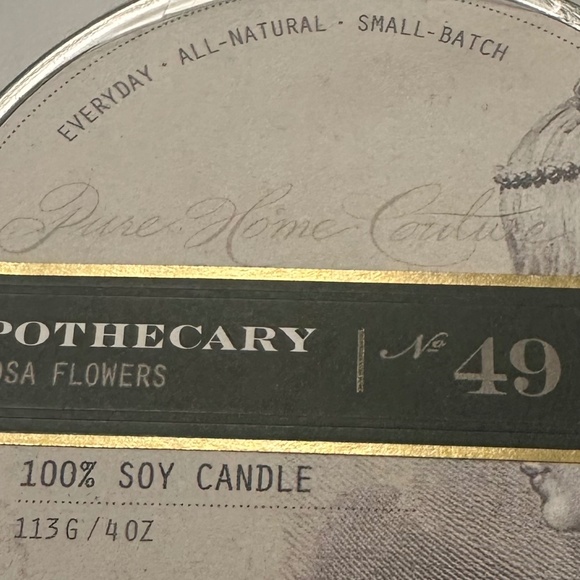 EVERYDAY · ALL-NATURAL · SMALL-BATCH
Pure Home Couture
POTHECARY
OSA FLOWERS
No 49
100% SOY CANDLE
113G/4OZ